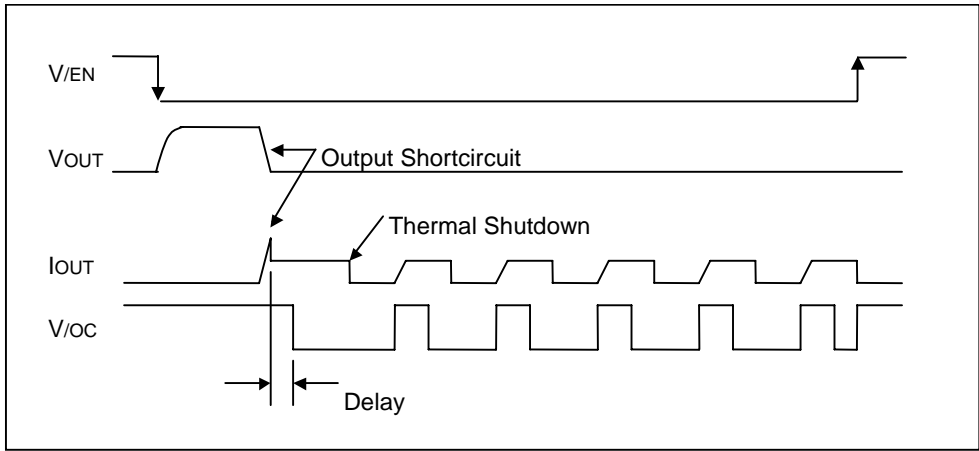 V/EN
VOUT
Output Shortcircuit
Thermal Shutdown
IOUT
V/OC
Delay